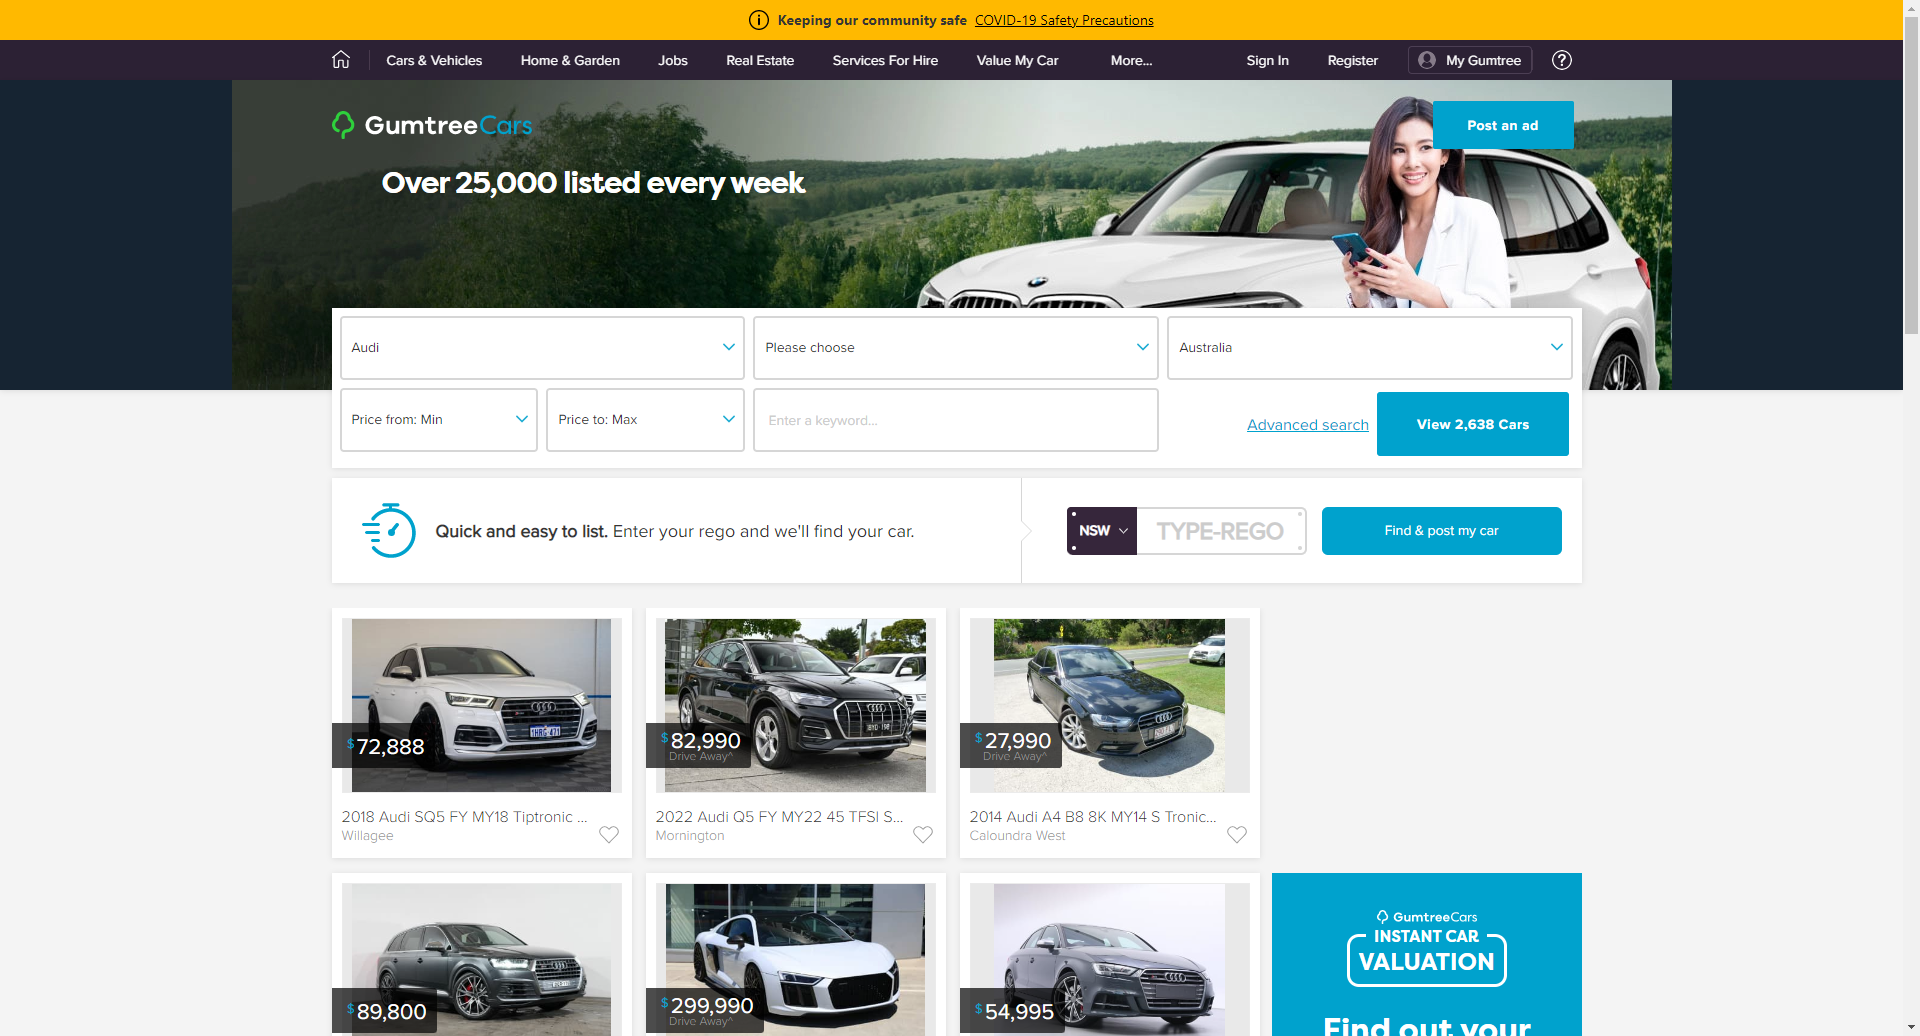 Keeping our community safe COVID-19 Safety Precautions
Cars & Vehicles Home & Garden Jobs Real Estate Services For Hire Value My Car More... Sign In Register My Gumtree
GumtreeCars
Post an ad
Over 25,000 listed every week
Audi Please choose Australia
Price from: Min Price to: Max Enter a keyword... Advanced search View 2,638 Cars
Quick and easy to list. Enter your rego and we'll find your car. NSW TYPE-REGO Find & post my car
$72,888
$82,990
Drive Away^
$27,990
Drive Away^
2018 Audi SQ5 FY MY18 Tiptronic ...
Willagee
2022 Audi Q5 FY MY22 45 TFSI S...
Mornington
2014 Audi A4 B8 8K MY14 S Tronic...
Caloundra West
$89,800
$299,990
Drive Away^
$54,995
GumtreeCars
INSTANT CAR
VALUATION
Find out your